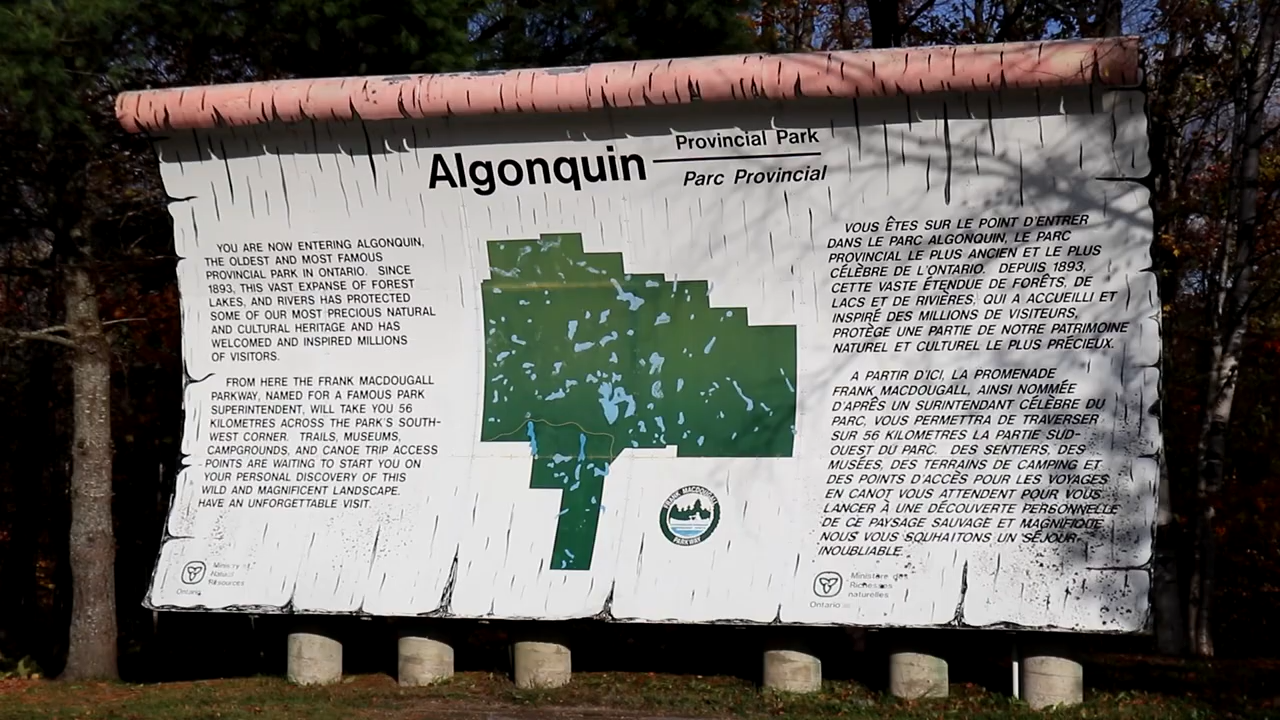 Algonquin
Provincial Park
Parc Provincial
YOU ARE NOW ENTERING ALGONQUIN,
THE OLDEST AND MOST FAMOUS
PROVINCIAL PARK IN ONTARIO. SINCE
1893, THIS VAST EXPANSE OF FOREST
LAKES, AND RIVERS HAS PROTECTED
SOME OF OUR MOST PRECIOUS NATURAL
AND CULTURAL HERITAGE AND HAS
WELCOMED AND INSPIRED MILLIONS
OF VISITORS.
FROM HERE THE FRANK MACDOUGALL
PARKWAY, NAMED FOR A FAMOUS PARK
SUPERINTENDENT, WILL TAKE YOU 56
KILOMETRES ACROSS THE PARK'S SOUTH-
WEST CORNER. TRAILS, MUSEUMS,
CAMPGROUNDS, AND CANOE TRIP ACCESS
POINTS ARE WAITING TO START YOU ON
YOUR PERSONAL DISCOVERY OF THIS
WILD AND MAGNIFICENT LANDSCAPE.
HAVE AN UNFORGETTABLE VISIT.
Ministry of
Natural
Resources
Ontario
FRANK MACDOUGALL
PARKWAY
VOUS ÊTES SUR LE POINT D'ENTRER
DANS LE PARC ALGONQUIN, LE PARC
PROVINCIAL LE PLUS ANCIEN ET LE PLUS
CÉLÈBRE DE L'ONTARIO. DEPUIS 1893,
CETTE VASTE ÉTENDUE DE FORÊTS, DE
LACS ET DE RIVIÈRES, QUI A ACCUEILLI ET
INSPIRÉ DES MILLIONS DE VISITEURS,
PROTÈGE UNE PARTIE DE NOTRE PATRIMOINE
NATUREL ET CULTUREL LE PLUS PRÉCIEUX.
A PARTIR D'ICI, LA PROMENADE
FRANK MACDOUGALL, AINSI NOMMÉE
D'APRÊS UN SURINTENDANT CÉLÈBRE DU
PARC, VOUS PERMETTRA DE TRAVERSER
SUR 56 KILOMETRES LA PARTIE SUD-
OUEST DU PARC. DES SENTIERS, DES
MUSÉES, DES TERRAINS DE CAMPING ET
DES POINTS D'ACCÈS POUR LES VOYAGES
EN CANOT VOUS ATTENDENT POUR VOUS
LANCER À UNE DÉCOUVERTE PERSONNELLE
DE CE PAYSAGE SAUVAGE ET MAGNIFIQUE
NOUS VOUS SOUHAITONS UN SÉJOUR
INOUBLIABLE.
Ministère des
Richesses
naturelles
Ontario